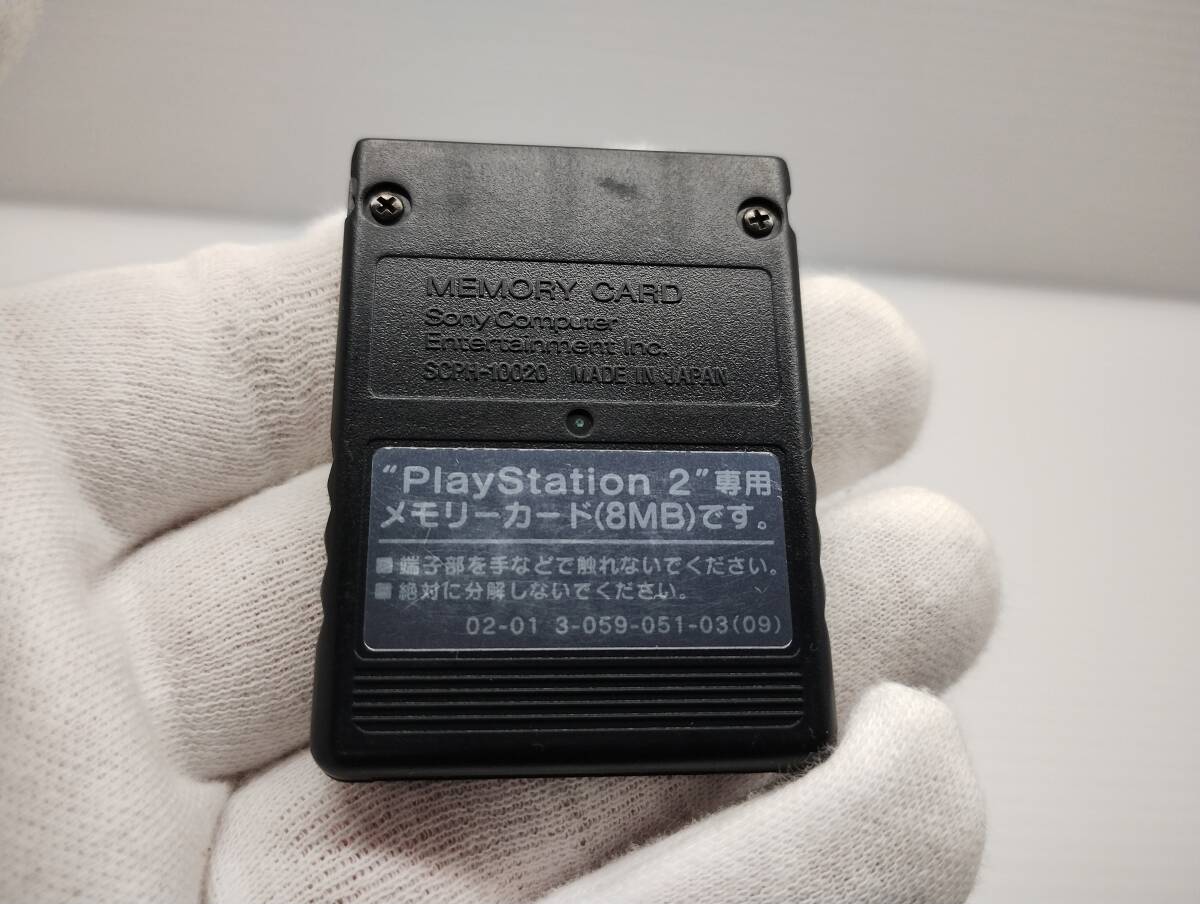 MEMORY CARD
Sony Computer
Entertainment Inc.
SCPH-10020 MADE IN JAPAN
“PlayStation 2”専用
メモリーカード(8MB)です。
■端子部を手などで触れないでください。
■絶対に分解しないでください。
02-01 3-059-051-03(09)